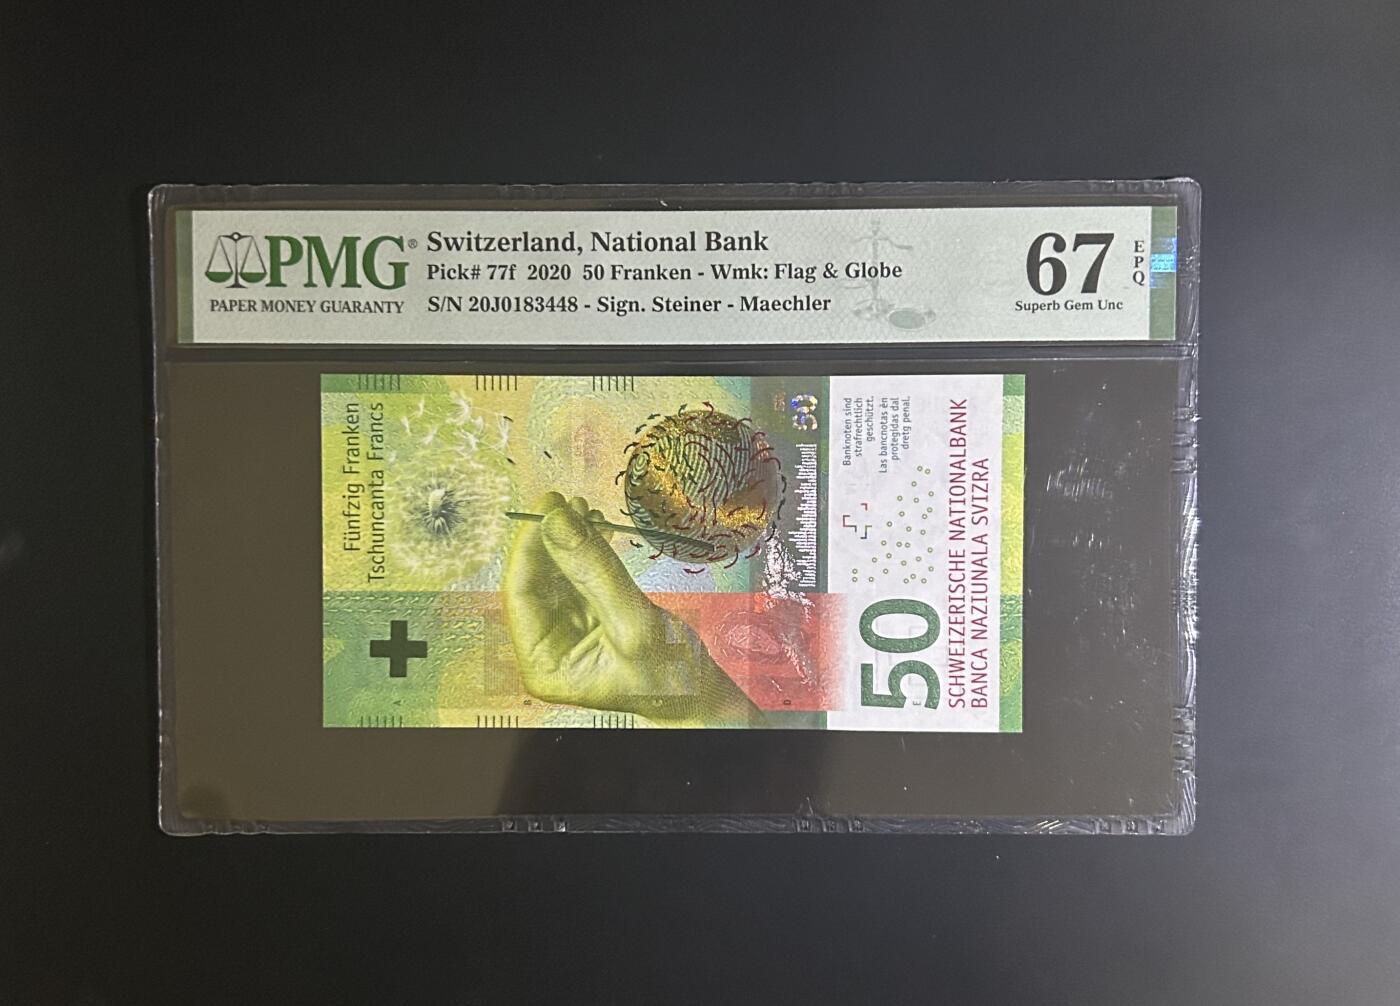 PMG®
PAPER MONEY GUARANTY
Switzerland, National Bank
Pick# 77f 2020 50 Franken - Wmk: Flag & Globe
S/N 20J0183448 - Sign. Steiner - Maechler
67
EPQ
Superb Gem Unc
Fünfzig Franken
Tschuncanta Francs
50
Banknoten sind
strafrechtlich
geschützt.
Las bancnotas èn
protegidas dal
dretg penal.
50
SCHWEIZERISCHE NATIONALBANK
BANCA NAZIUNALA SVIZRA
A
B
C
D
E